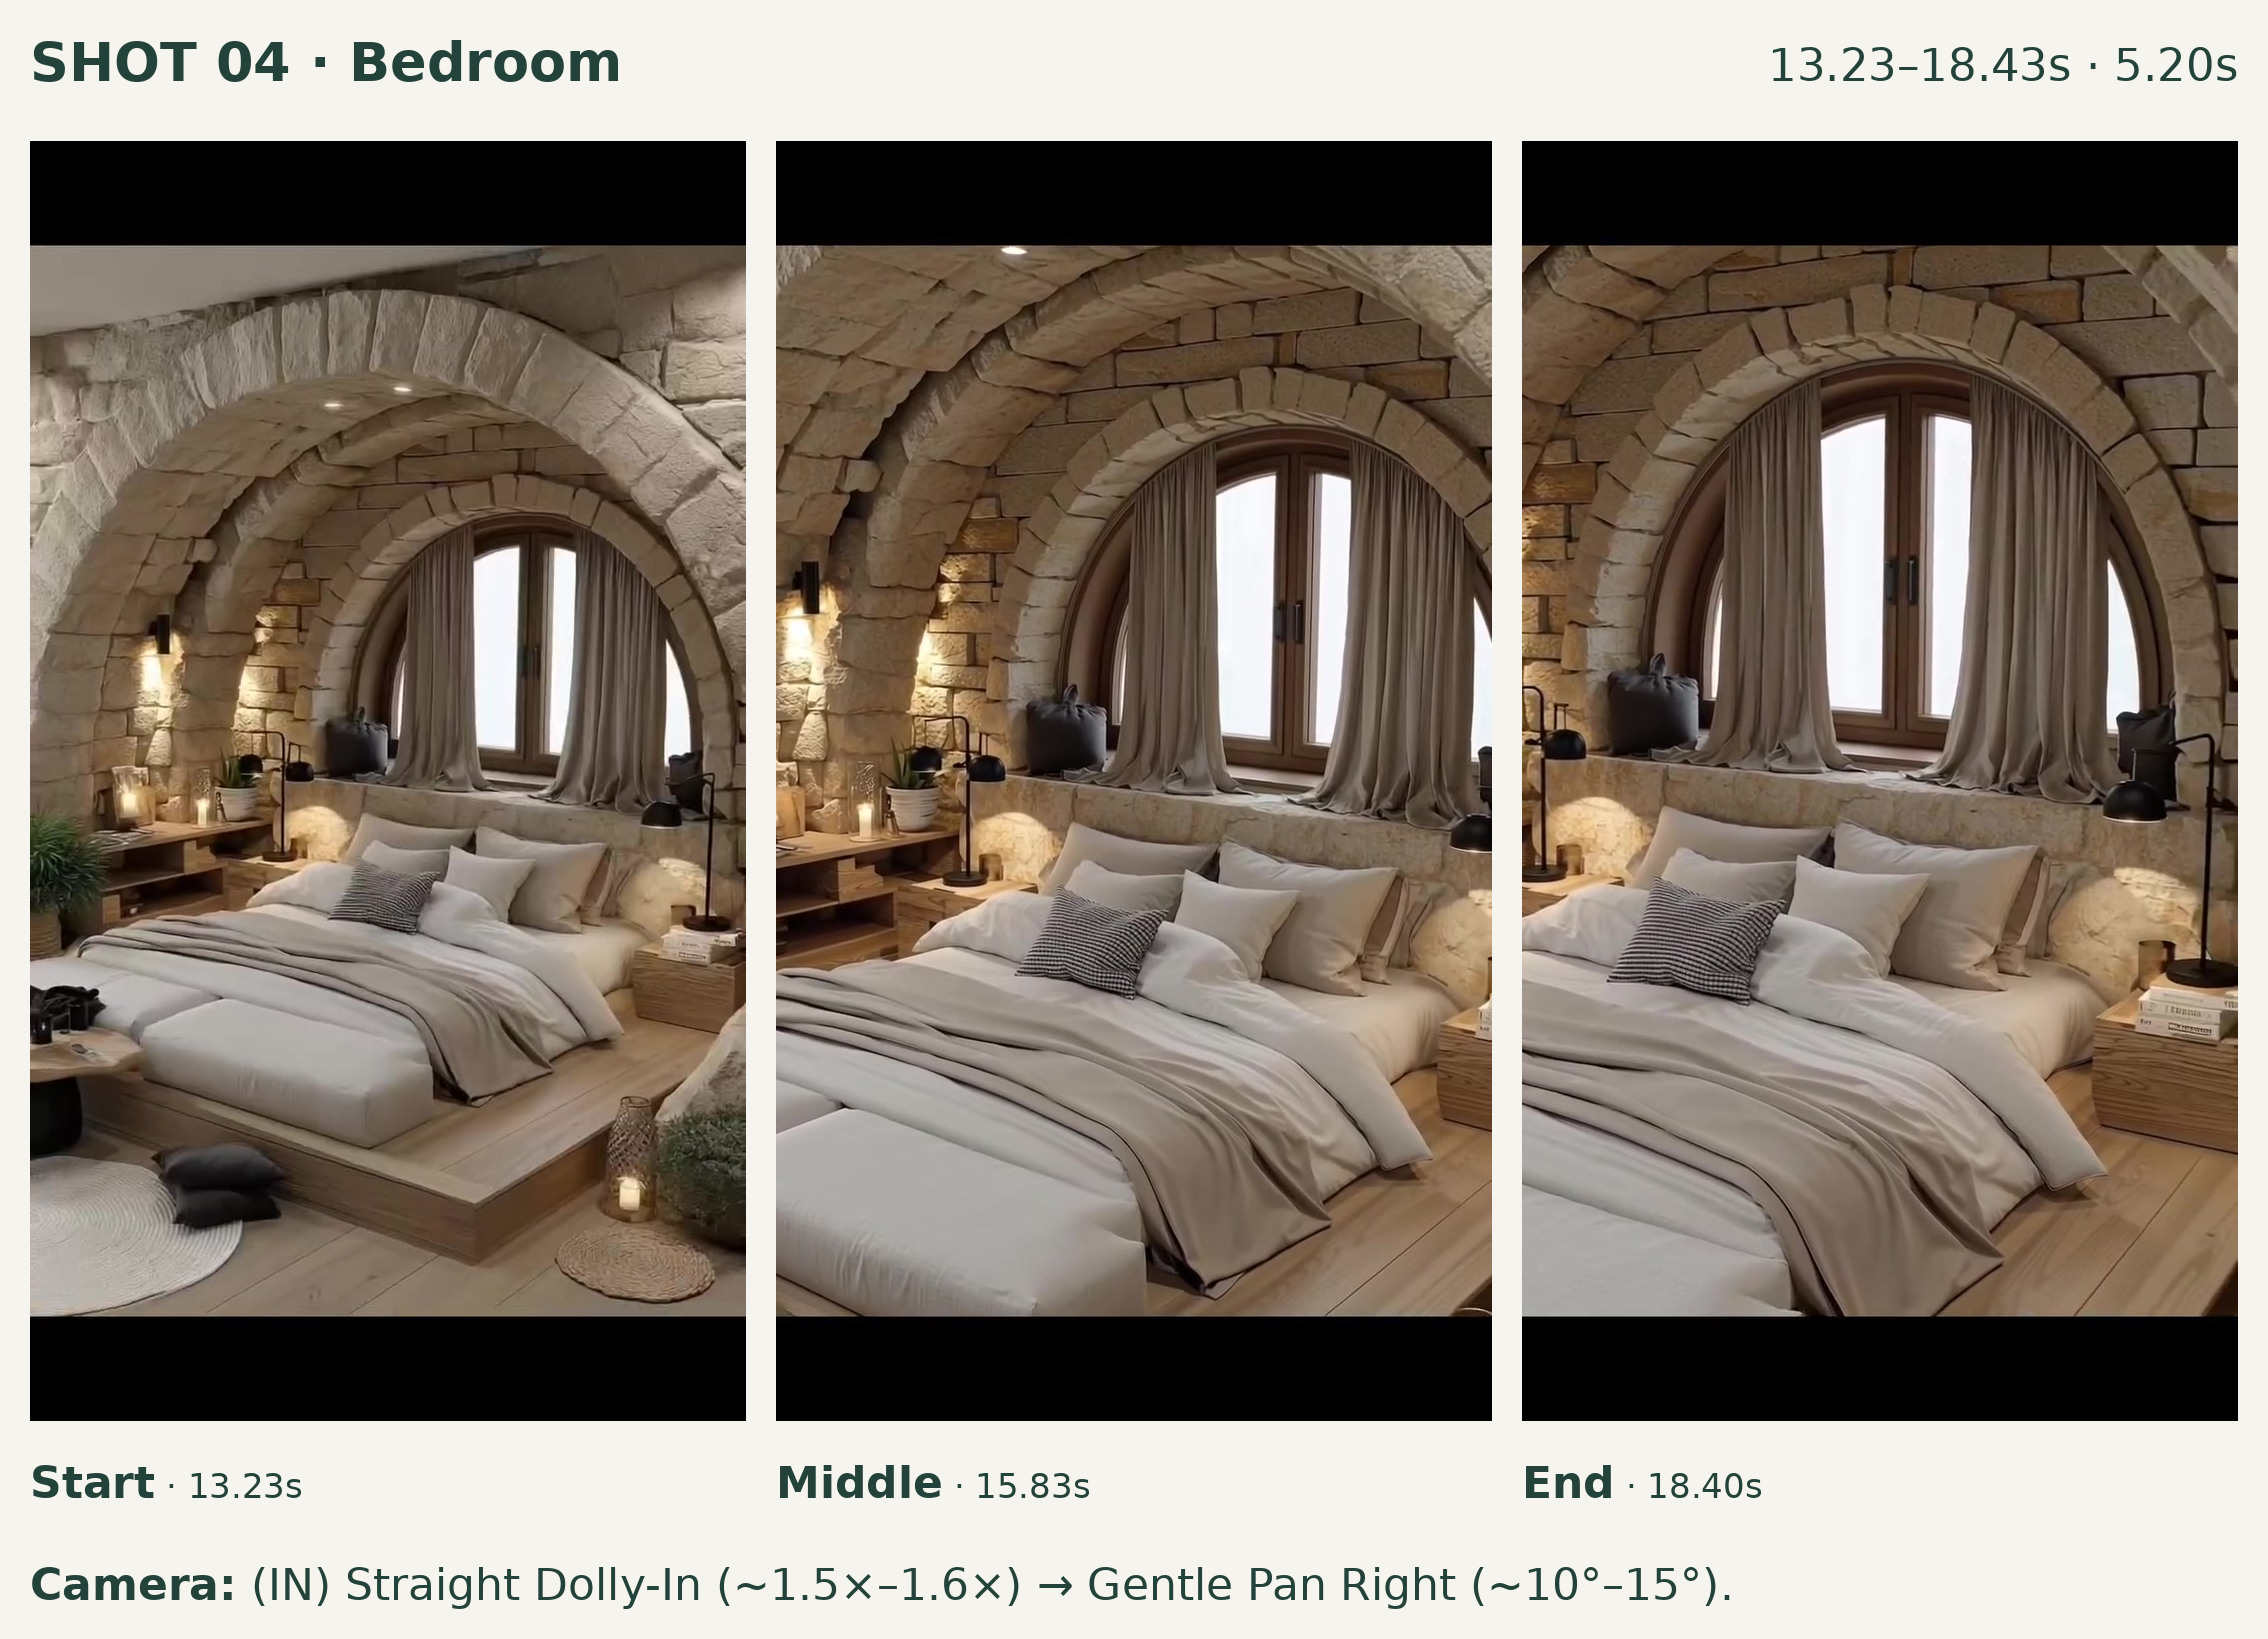 SHOT 04 · Bedroom
13.23–18.43s · 5.20s
Start · 13.23s
Middle · 15.83s
End · 18.40s
Camera: (IN) Straight Dolly-In (~1.5×–1.6×) → Gentle Pan Right (~10°–15°).